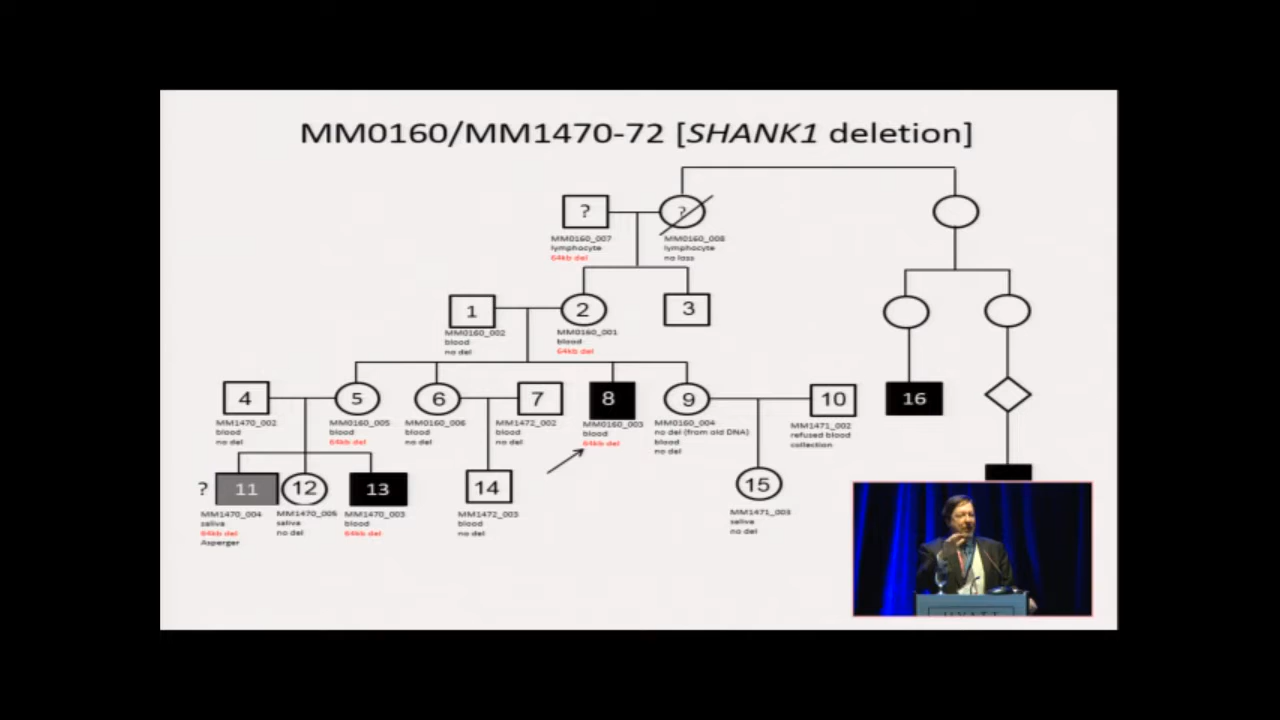 MM0160/MM1470-72 [SHANK1 deletion]
?
?
MM0160_007
lymphocyte
64kb del
MM0160_008
lymphocyte
no loss
1
2
3
MM0160_002
blood
no del
MM0160_001
blood
64kb del
4
5
6
7
8
9
10
16
MM1470_002
blood
no del
MM0160_005
blood
64kb del
MM0160_006
blood
no del
MM1472_002
blood
no del
MM0160_003
blood
64kb del
MM0160_004
no del (from old DNA)
blood
no del
MM1471_002
refused blood
collection
?
11
12
13
14
15
MM1470_004
saliva
64kb del
Asperger
MM1470_005
saliva
no del
MM1470_003
blood
64kb del
MM1472_003
blood
no del
MM1471_003
saliva
no del
HYATT